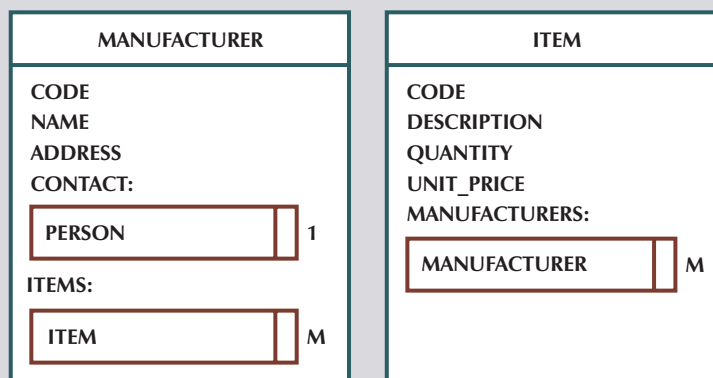 MANUFACTURER
CODE
NAME
ADDRESS
CONTACT:
PERSON 1
ITEMS:
ITEM M
ITEM
CODE
DESCRIPTION
QUANTITY
UNIT_PRICE
MANUFACTURERS:
MANUFACTURER M